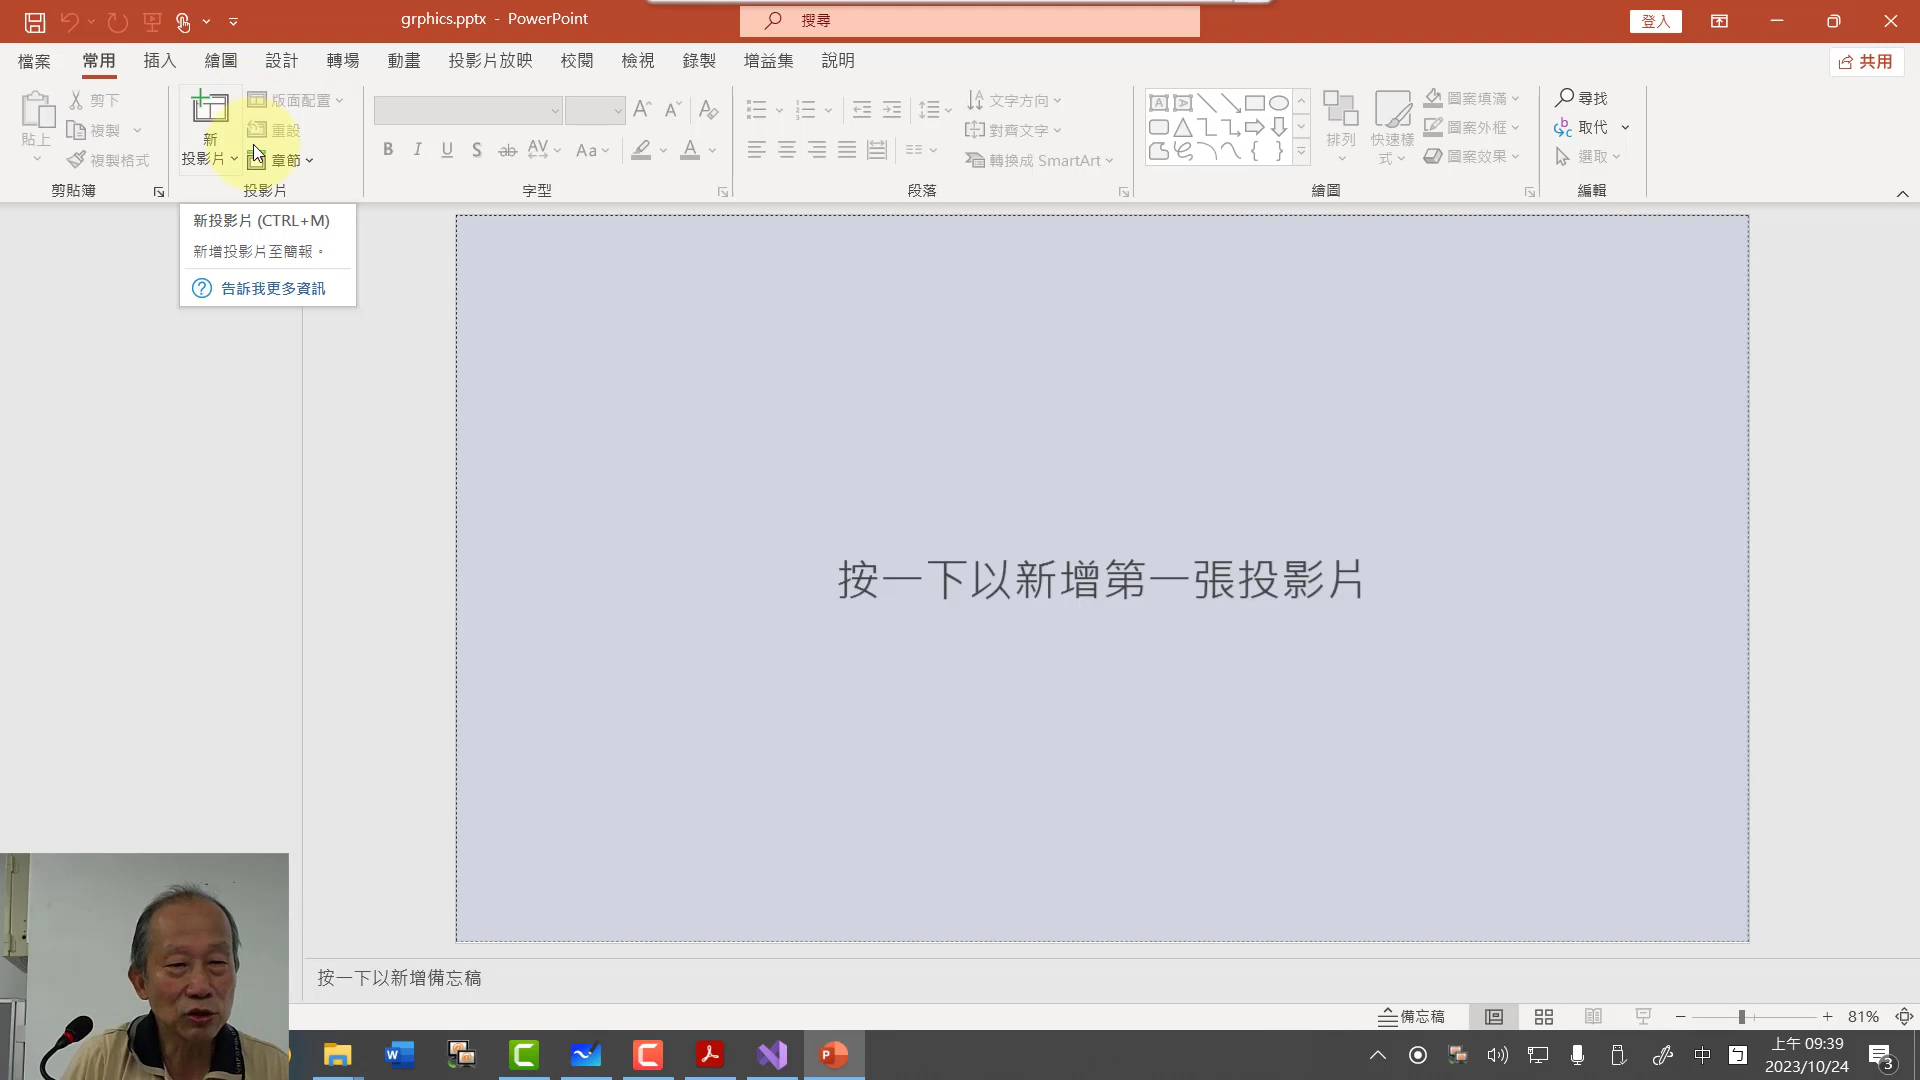 grphics.pptx - PowerPoint
搜尋
登入
檔案
常用
插入
繪圖
設計
轉場
動畫
投影片放映
校閱
檢視
錄製
增益集
說明
共用
貼上
剪下
複製
複製格式
剪貼簿
新
投影片
版面配置
重設
章節
投影片
B I U S ab AV Aa A
字型
文字方向
對齊文字
轉換成 SmartArt
段落
排列
快速樣
式
圖案填滿
圖案外框
圖案效果
繪圖
尋找
取代
選取
編輯
新投影片 (CTRL+M)
新增投影片至簡報。
告訴我更多資訊
按一下以新增第一張投影片
按一下以新增備忘稿
備忘稿
81%
中
上午 09:39
2023/10/24
3